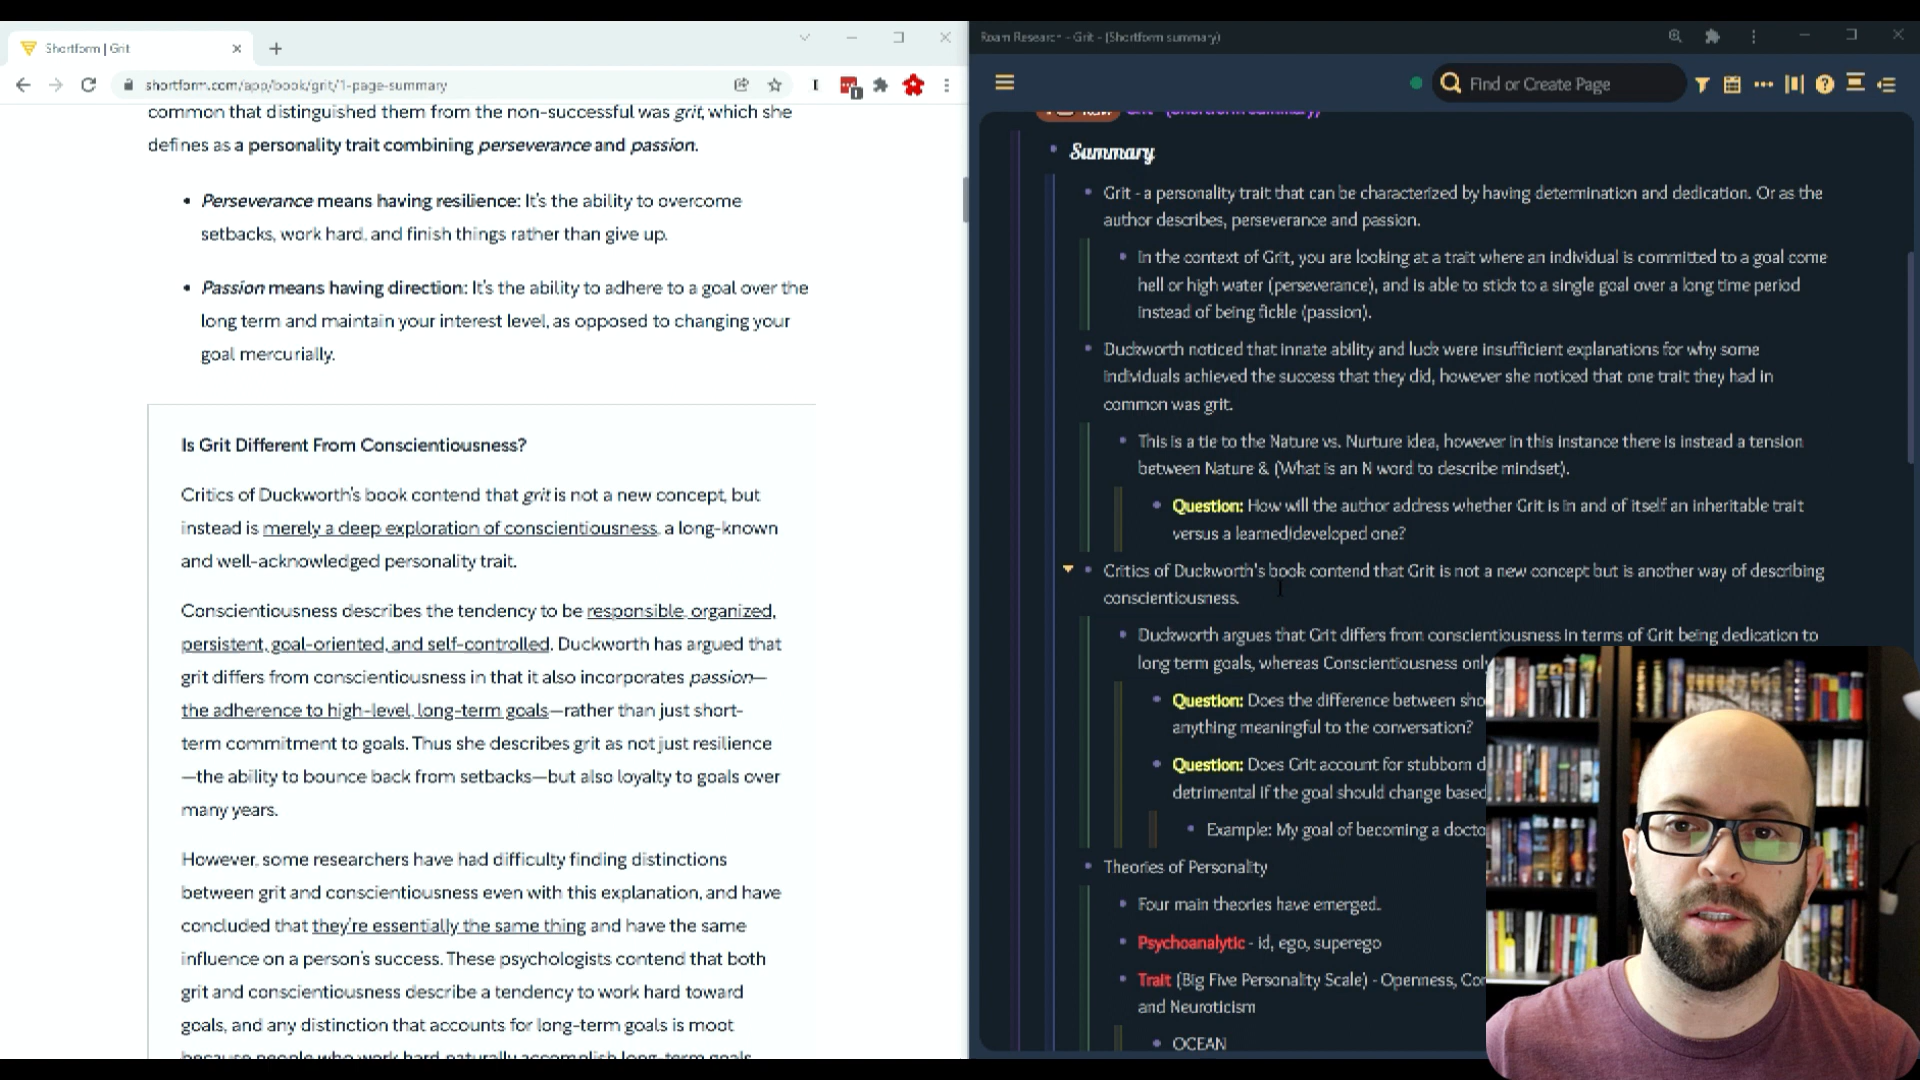 Shortform | Grit
shortform.com/app/book/grit/1-page-summary
common that distinguished them from the non-successful was grit, which she
defines as a personality trait combining perseverance and passion.
• Perseverance means having resilience: It's the ability to overcome
setbacks, work hard, and finish things rather than give up.
• Passion means having direction: It's the ability to adhere to a goal over the
long term and maintain your interest level, as opposed to changing your
goal mercurially.
Is Grit Different From Conscientiousness?
Critics of Duckworth's book contend that grit is not a new concept, but
instead is merely a deep exploration of conscientiousness, a long-known
and well-acknowledged personality trait.
Conscientiousness describes the tendency to be responsible, organized,
persistent, goal-oriented, and self-controlled. Duckworth has argued that
grit differs from conscientiousness in that it also incorporates passion—
the adherence to high-level, long-term goals—rather than just short-
term commitment to goals. Thus she describes grit as not just resilience
—the ability to bounce back from setbacks—but also loyalty to goals over
many years.
However, some researchers have had difficulty finding distinctions
between grit and conscientiousness even with this explanation, and have
concluded that they're essentially the same thing and have the same
influence on a person's success. These psychologists contend that both
grit and conscientiousness describe a tendency to work hard toward
goals, and any distinction that accounts for long-term goals is moot
because people who work hard naturally accomplish long-term goals
Roam Research - Grit - (Shortform summary)
Find or Create Page
Grit - (Shortform summary)
Summary
Grit - a personality trait that can be characterized by having determination and dedication. Or as the
author describes, perseverance and passion.
In the context of Grit, you are looking at a trait where an individual is committed to a goal come
hell or high water (perseverance), and is able to stick to a single goal over a long time period
instead of being fickle (passion).
Duckworth noticed that innate ability and luck were insufficient explanations for why some
individuals achieved the success that they did, however she noticed that one trait they had in
common was grit.
This is a tie to the Nature vs. Nurture idea, however in this instance there is instead a tension
between Nature & (What is an N word to describe mindset).
Question: How will the author address whether Grit is in and of itself an inheritable trait
versus a learned/developed one?
Critics of Duckworth's book contend that Grit is not a new concept but is another way of describing
conscientiousness.
Duckworth argues that Grit differs from conscientiousness in terms of Grit being dedication to
long term goals, whereas Conscientiousness only
Question: Does the difference between sho
anything meaningful to the conversation?
Question: Does Grit account for stubborn d
detrimental if the goal should change based
Example: My goal of becoming a docto
Theories of Personality
Four main theories have emerged.
Psychoanalytic - id, ego, superego
Trait (Big Five Personality Scale) - Openness, Con
and Neuroticism
OCEAN